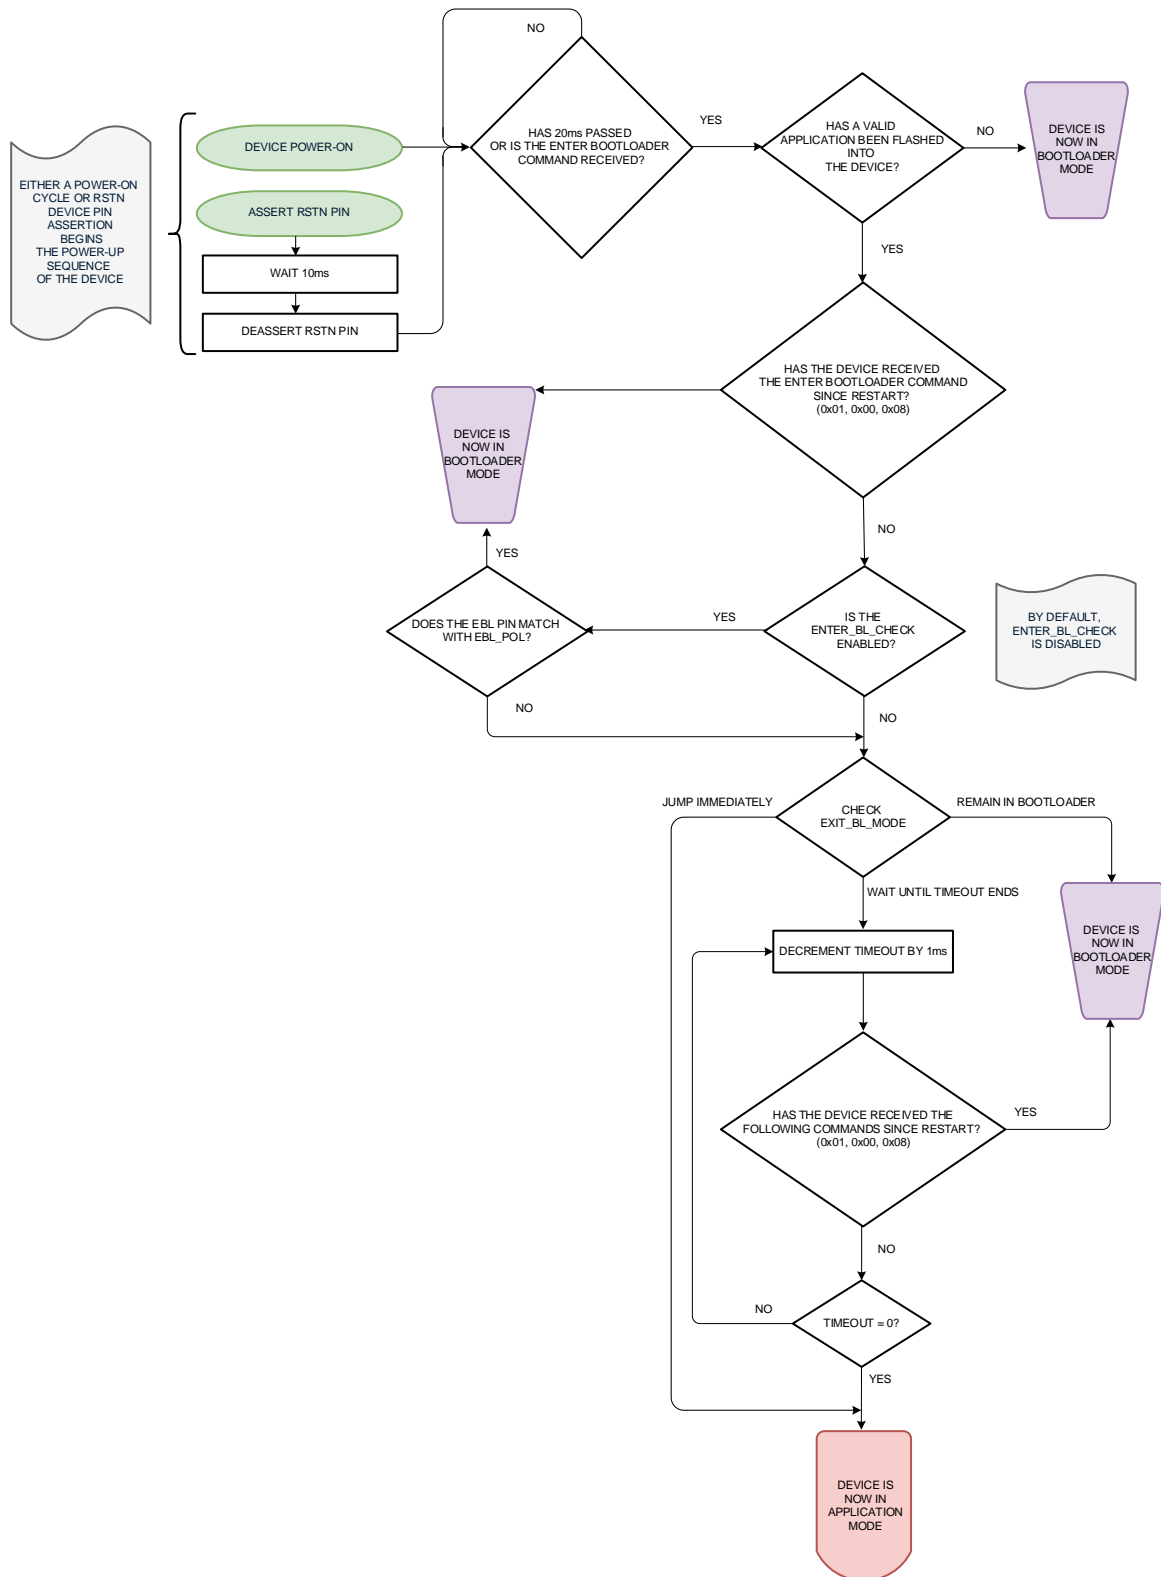 NO
HAS 20ms PASSED
OR IS THE ENTER BOOTLOADER
COMMAND RECEIVED?
YES
HAS A VALID
APPLICATION BEEN FLASHED
INTO
THE DEVICE?
NO
DEVICE IS
NOW IN
BOOTLOADER
MODE
EITHER A POWER-ON
CYCLE OR RSTN
DEVICE PIN
ASSERTION
BEGINS
THE POWER-UP
SEQUENCE
OF THE DEVICE
DEVICE POWER-ON
ASSERT RSTN PIN
WAIT 10ms
DEASSERT RSTN PIN
YES
HAS THE DEVICE RECEIVED
THE ENTER BOOTLOADER COMMAND
SINCE RESTART?
(0x01, 0x00, 0x08)
DEVICE IS
NOW IN
BOOTLOADER
MODE
NO
YES
DOES THE EBL PIN MATCH
WITH EBL_POL?
YES
IS THE
ENTER_BL_CHECK
ENABLED?
BY DEFAULT,
ENTER_BL_CHECK
IS DISABLED
NO
NO
JUMP IMMEDIATELY
CHECK
EXIT_BL_MODE
REMAIN IN BOOTLOADER
WAIT UNTIL TIMEOUT ENDS
DECREMENT TIMEOUT BY 1ms
DEVICE IS
NOW IN
BOOTLOADER
MODE
HAS THE DEVICE RECEIVED THE
FOLLOWING COMMANDS SINCE RESTART?
(0x01, 0x00, 0x08)
YES
NO
NO
TIMEOUT = 0?
YES
DEVICE IS
NOW IN
APPLICATION
MODE